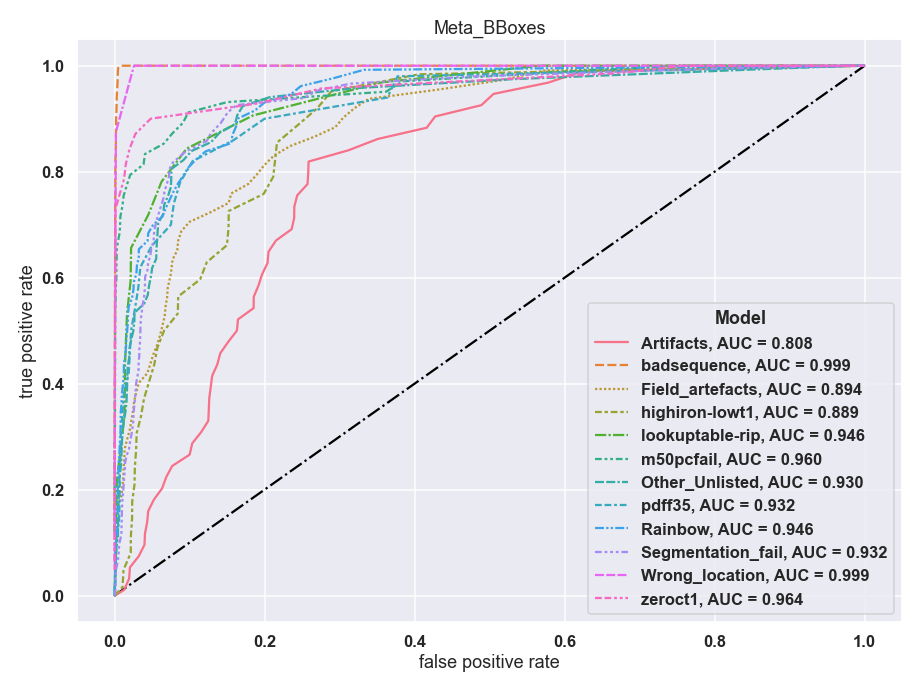 Meta_BBoxes
true positive rate
1.0
0.8
0.6
0.4
0.2
0.0
Model
Artifacts, AUC = 0.808
badsequence, AUC = 0.999
Field_artefacts, AUC = 0.894
highiron-lowt1, AUC = 0.889
lookuptable-rip, AUC = 0.946
m50pcfail, AUC = 0.960
Other_Unlisted, AUC = 0.930
pdff35, AUC = 0.932
Rainbow, AUC = 0.946
Segmentation_fail, AUC = 0.932
Wrong_location, AUC = 0.999
zeroct1, AUC = 0.964
0.0 0.2 0.4 0.6 0.8 1.0
false positive rate